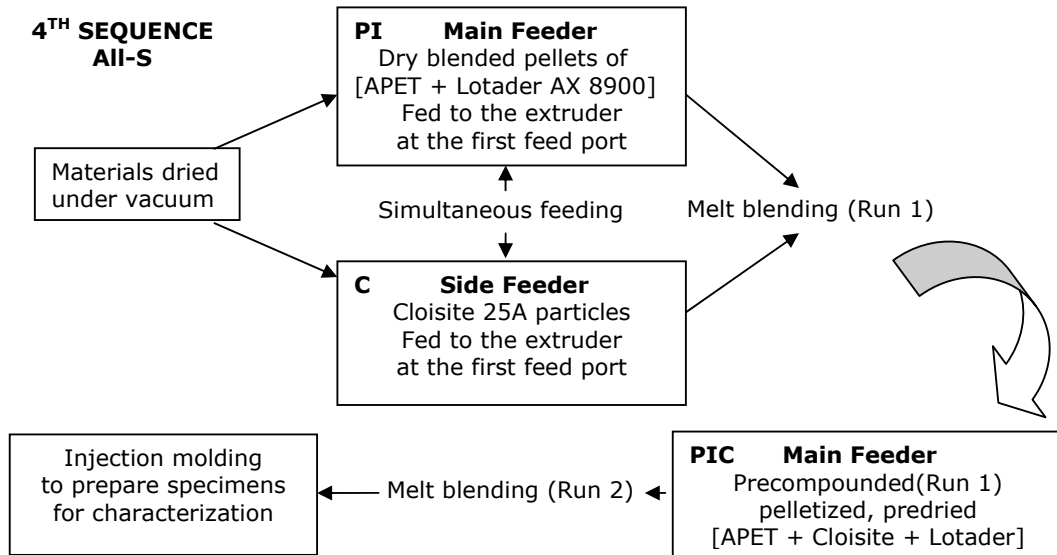 4TH SEQUENCE
All-S
PI Main Feeder
Dry blended pellets of
[APET + Lotader AX 8900]
Fed to the extruder
at the first feed port
Materials dried
under vacuum
Simultaneous feeding
Melt blending (Run 1)
C Side Feeder
Cloisite 25A particles
Fed to the extruder
at the first feed port
PIC Main Feeder
Precompounded(Run 1)
pelletized, predried
[APET + Cloisite + Lotader]
Melt blending (Run 2)
Injection molding
to prepare specimens
for characterization